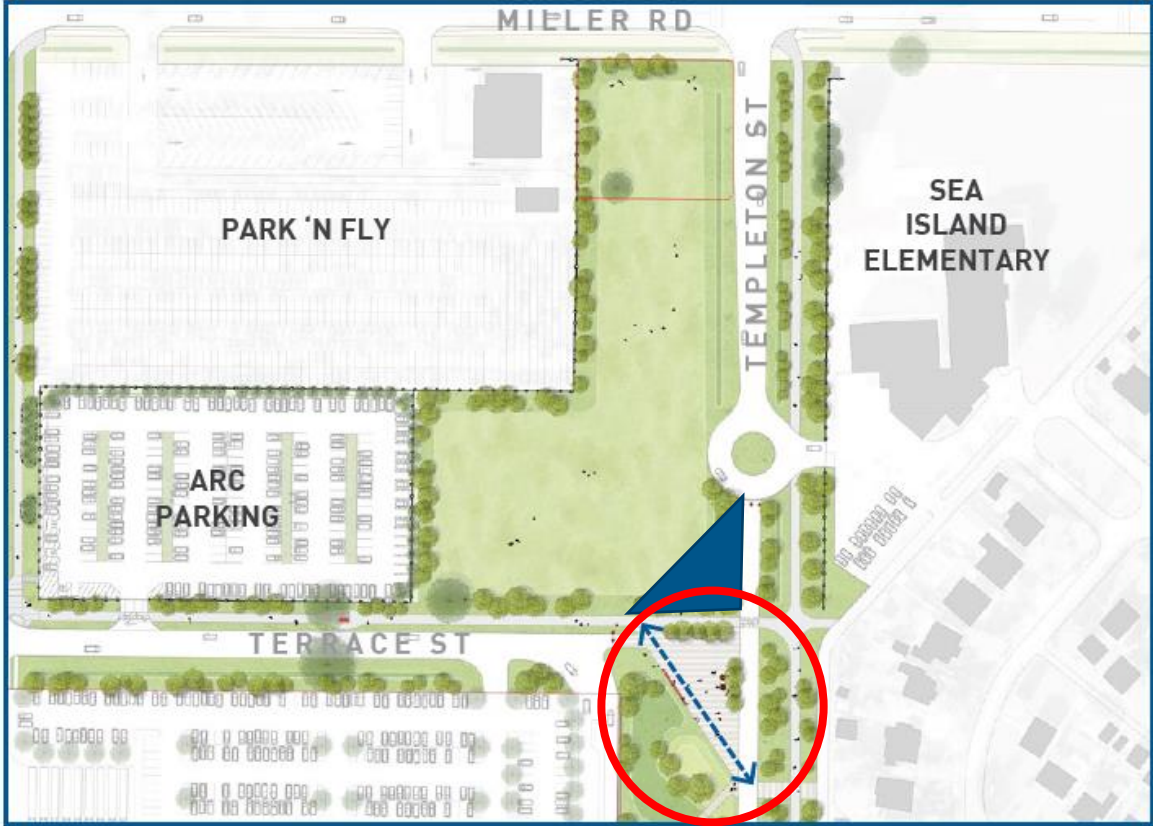 MILLER RD
TEMPLETON ST
PARK 'N FLY
SEA
ISLAND
ELEMENTARY
ARC
PARKING
TERRACE ST